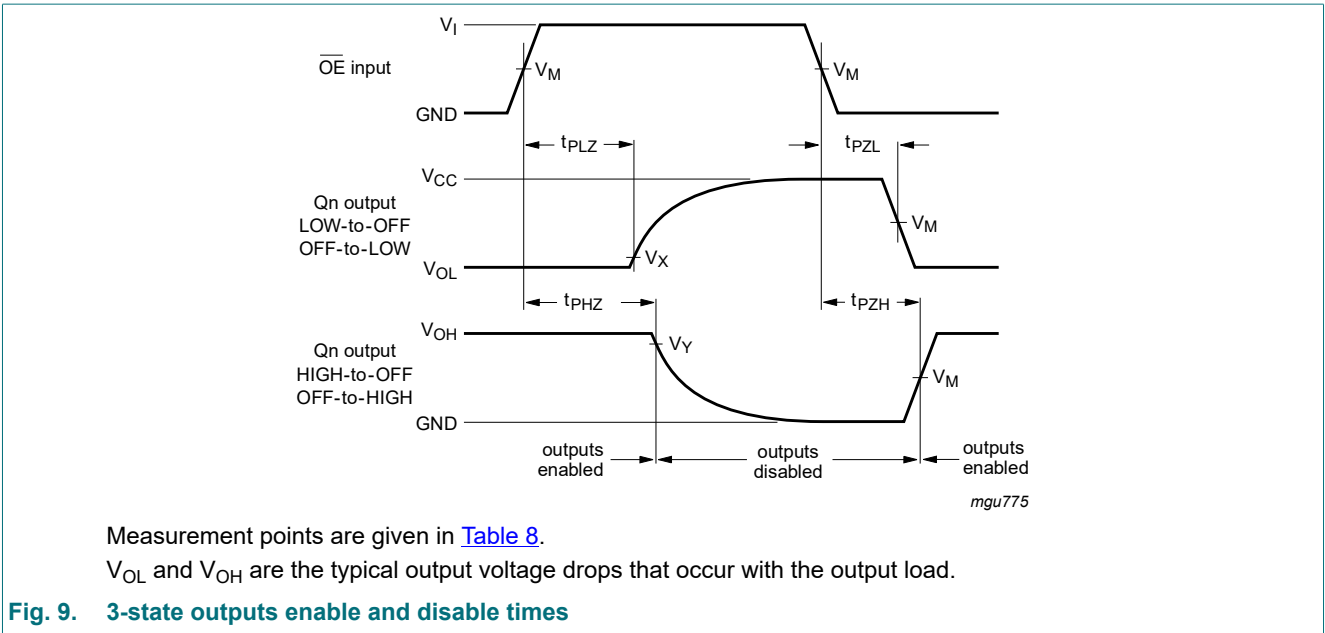 V_I
OE input
V_M V_M
GND
t_PLZ t_PZL
V_CC
Qn output
LOW-to-OFF
OFF-to-LOW
V_M
V_X
V_OL
t_PHZ t_PZH
V_OH
V_Y
Qn output
HIGH-to-OFF
OFF-to-HIGH
V_M
GND
outputs
enabled
outputs
disabled
outputs
enabled
mgu775
Measurement points are given in Table 8.
V_OL and V_OH are the typical output voltage drops that occur with the output load.
Fig. 9. 3-state outputs enable and disable times